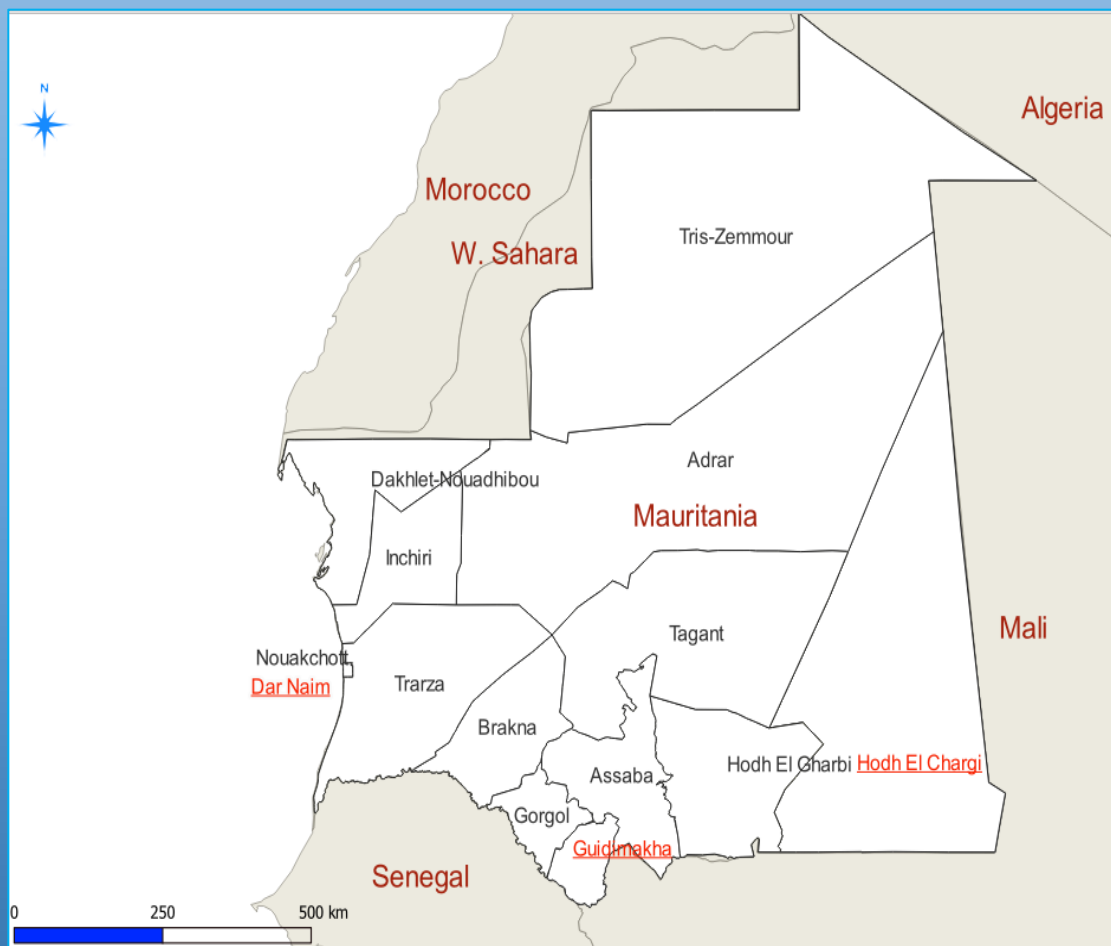 N
Algeria
Morocco
Tris-Zemmour
W. Sahara
Adrar
Dakhlet-Nouadhibou
Mauritania
Inchiri
Mali
Tagant
Nouakchott
Dar Naim
Trarza
Brakna
Hodh El Gharbi Hodh El Chargi
Assaba
Gorgol
Guidimakha
Senegal
0 250 500 km